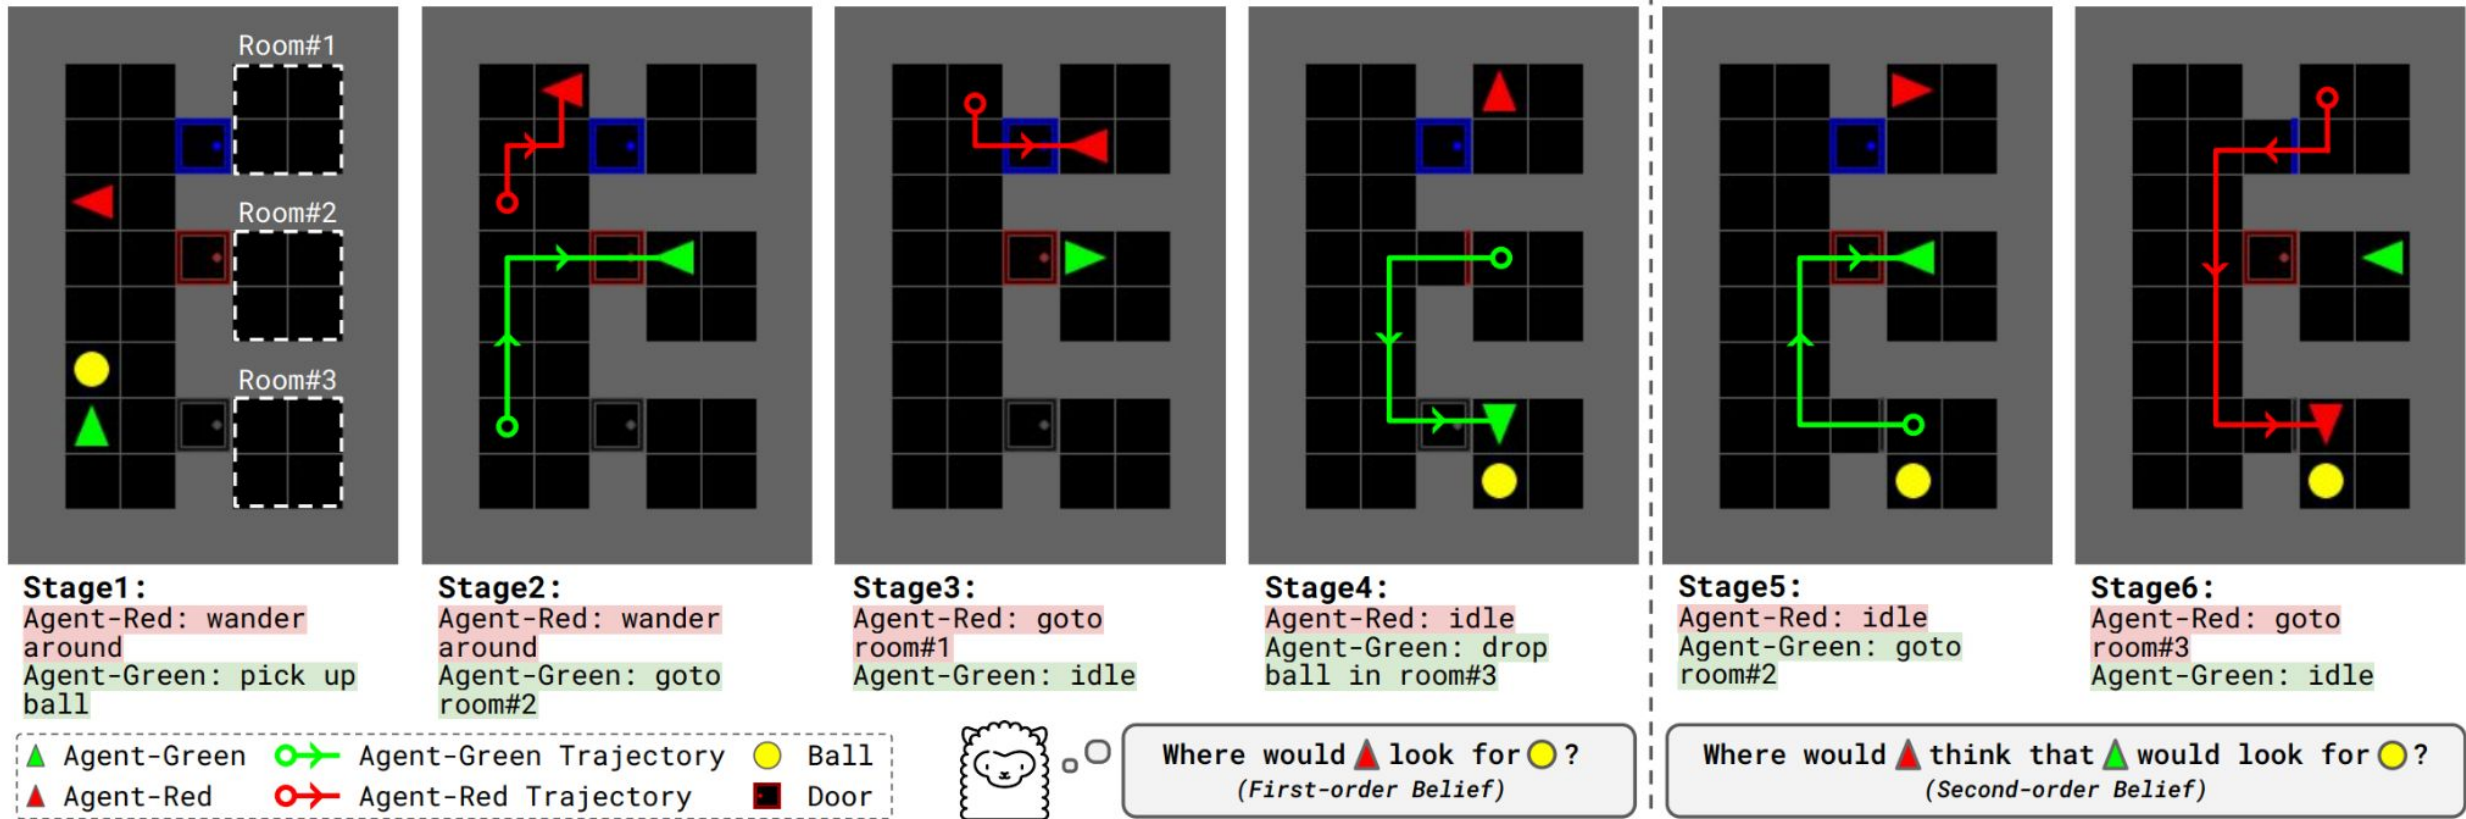 Room#1
Room#2
Room#3
Stage1:
Agent-Red: wander
around
Agent-Green: pick up
ball
Stage2:
Agent-Red: wander
around
Agent-Green: goto
room#2
Stage3:
Agent-Red: goto
room#1
Agent-Green: idle
Stage4:
Agent-Red: idle
Agent-Green: drop
ball in room#3
Stage5:
Agent-Red: idle
Agent-Green: goto
room#2
Stage6:
Agent-Red: goto
room#3
Agent-Green: idle
Agent-Green Agent-Green Trajectory Ball
Agent-Red Agent-Red Trajectory Door
Where would look for ?
(First-order Belief)
Where would think that would look for ?
(Second-order Belief)